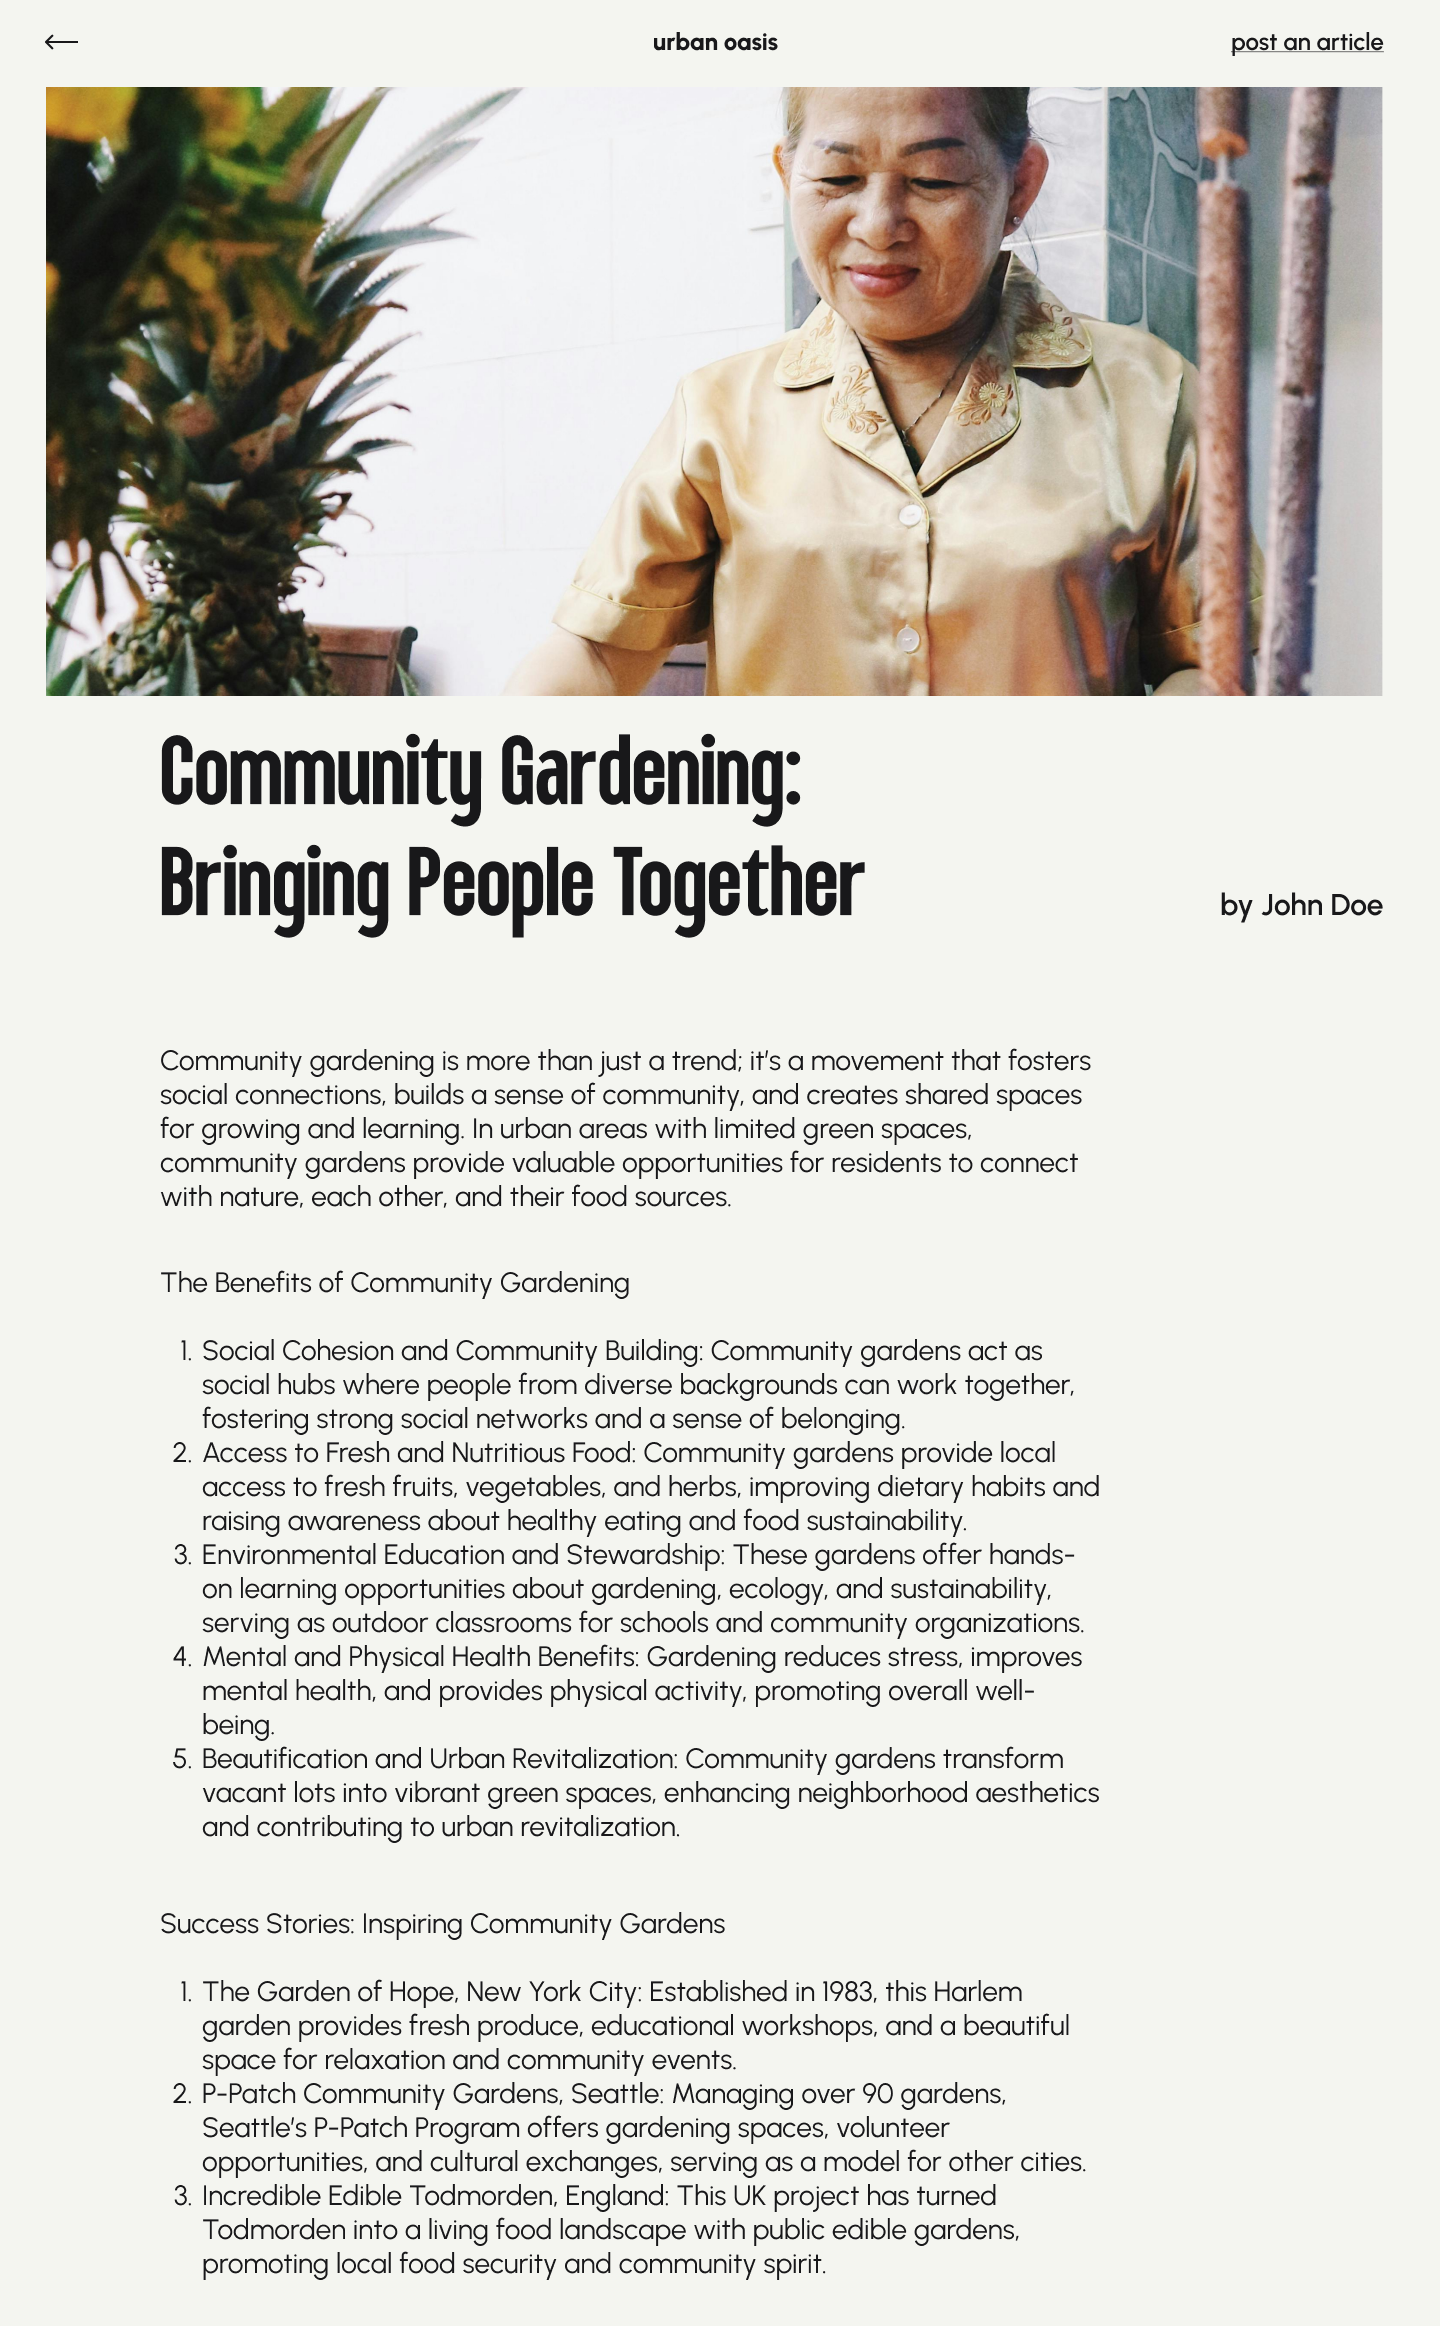 urban oasis
post an article
Community Gardening:
Bringing People Together
by John Doe
Community gardening is more than just a trend; it's a movement that fosters
social connections, builds a sense of community, and creates shared spaces
for growing and learning. In urban areas with limited green spaces,
community gardens provide valuable opportunities for residents to connect
with nature, each other, and their food sources.
The Benefits of Community Gardening
1. Social Cohesion and Community Building: Community gardens act as
social hubs where people from diverse backgrounds can work together,
fostering strong social networks and a sense of belonging.
2. Access to Fresh and Nutritious Food: Community gardens provide local
access to fresh fruits, vegetables, and herbs, improving dietary habits and
raising awareness about healthy eating and food sustainability.
3. Environmental Education and Stewardship: These gardens offer hands-
on learning opportunities about gardening, ecology, and sustainability,
serving as outdoor classrooms for schools and community organizations.
4. Mental and Physical Health Benefits: Gardening reduces stress, improves
mental health, and provides physical activity, promoting overall well-
being.
5. Beautification and Urban Revitalization: Community gardens transform
vacant lots into vibrant green spaces, enhancing neighborhood aesthetics
and contributing to urban revitalization.
Success Stories: Inspiring Community Gardens
1. The Garden of Hope, New York City: Established in 1983, this Harlem
garden provides fresh produce, educational workshops, and a beautiful
space for relaxation and community events.
2. P-Patch Community Gardens, Seattle: Managing over 90 gardens,
Seattle's P-Patch Program offers gardening spaces, volunteer
opportunities, and cultural exchanges, serving as a model for other cities.
3. Incredible Edible Todmorden, England: This UK project has turned
Todmorden into a living food landscape with public edible gardens,
promoting local food security and community spirit.